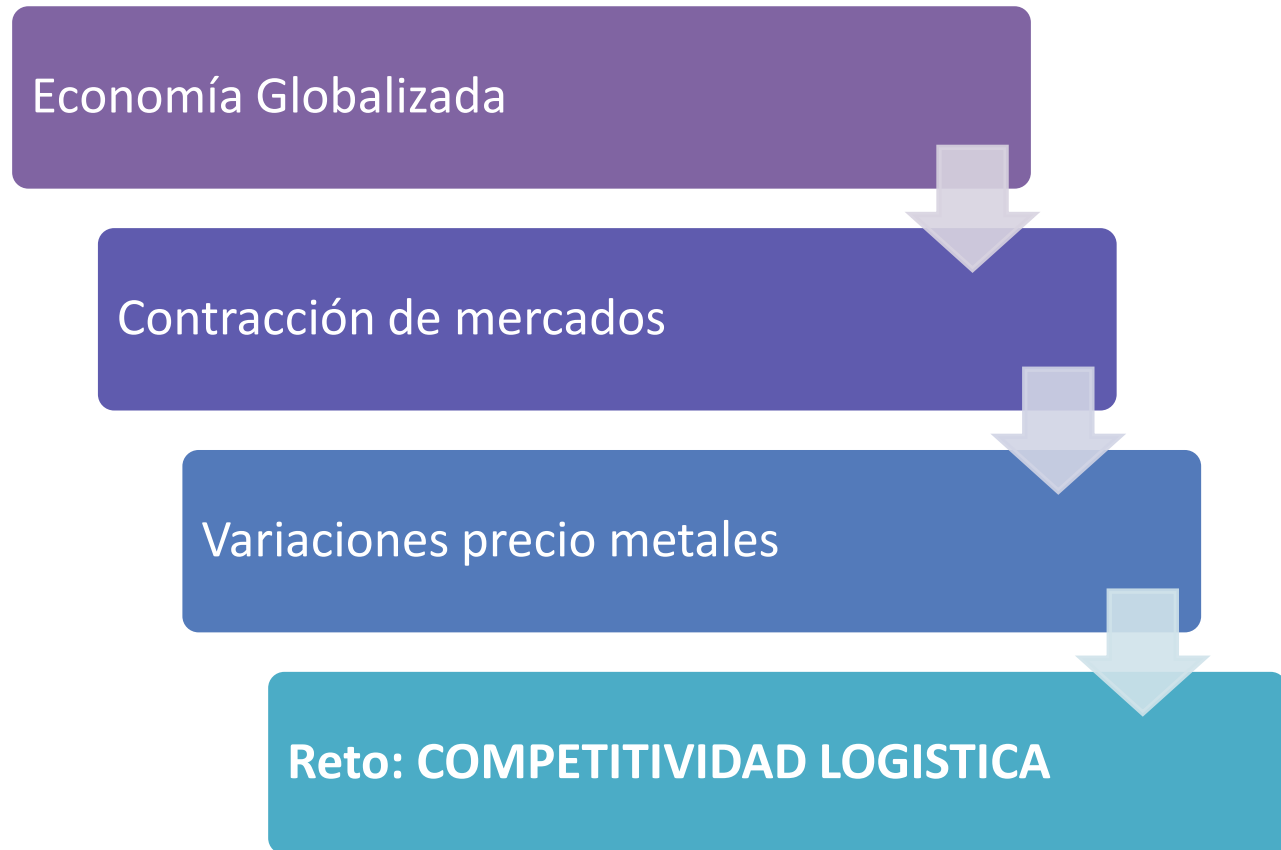 Economía Globalizada
Contracción de mercados
Variaciones precio metales
Reto: COMPETITIVIDAD LOGISTICA